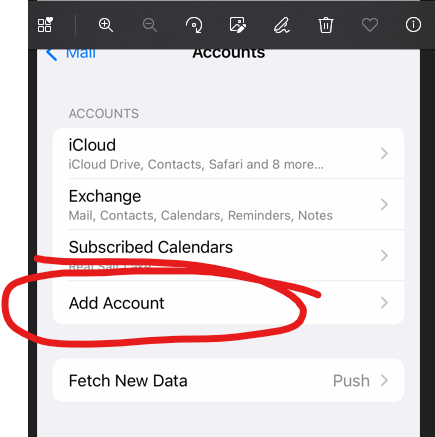 Mail
Accounts
ACCOUNTS
iCloud
iCloud Drive, Contacts, Safari and 8 more...
Exchange
Mail, Contacts, Calendars, Reminders, Notes
Subscribed Calendars
Add Account
Fetch New Data
Push